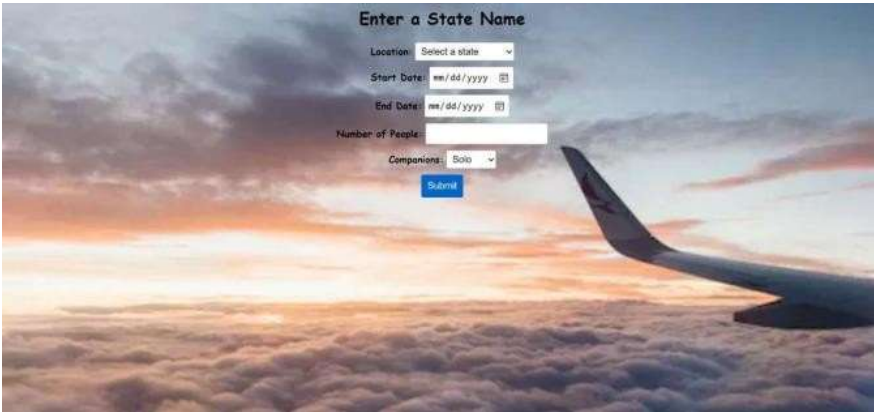 Enter a State Name
Location: Select a state
Start Date: mm/dd/yyyy
End Date: mm/dd/yyyy
Number of People:
Companions: Solo
Submit